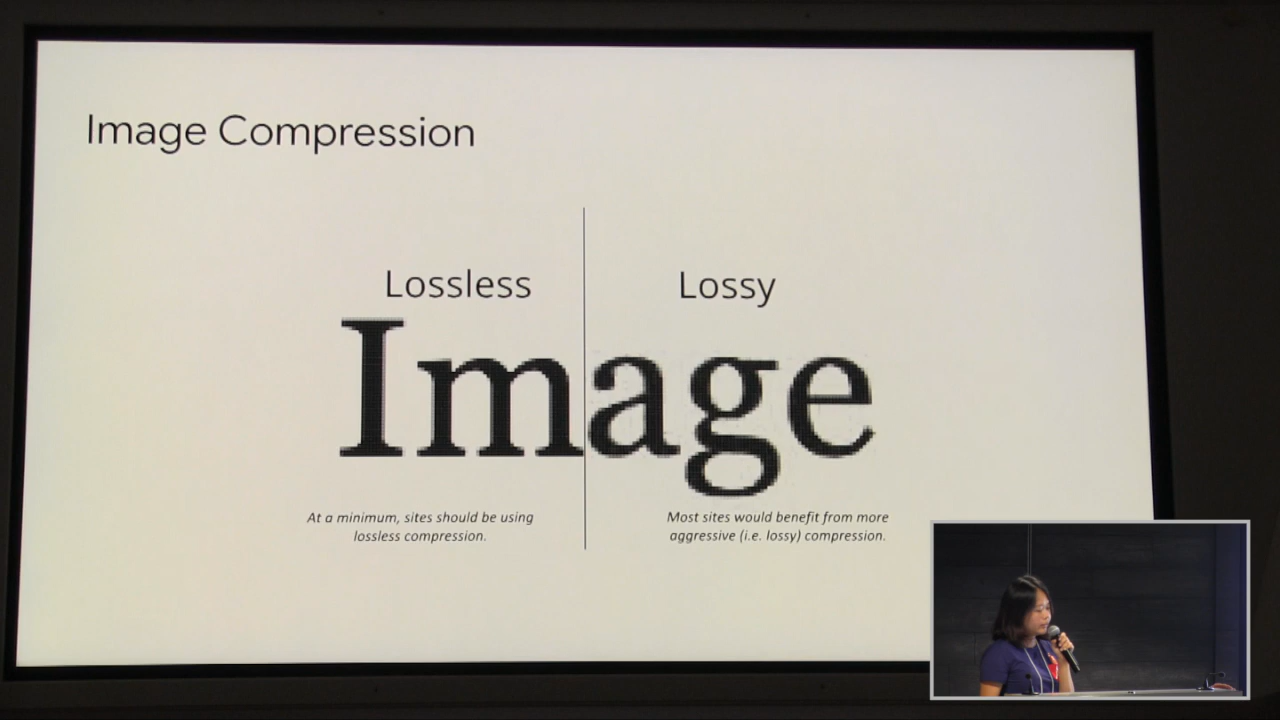 Image Compression
Lossless
Lossy
Image
At a minimum, sites should be using
lossless compression.
Most sites would benefit from more
aggressive (i.e. lossy) compression.